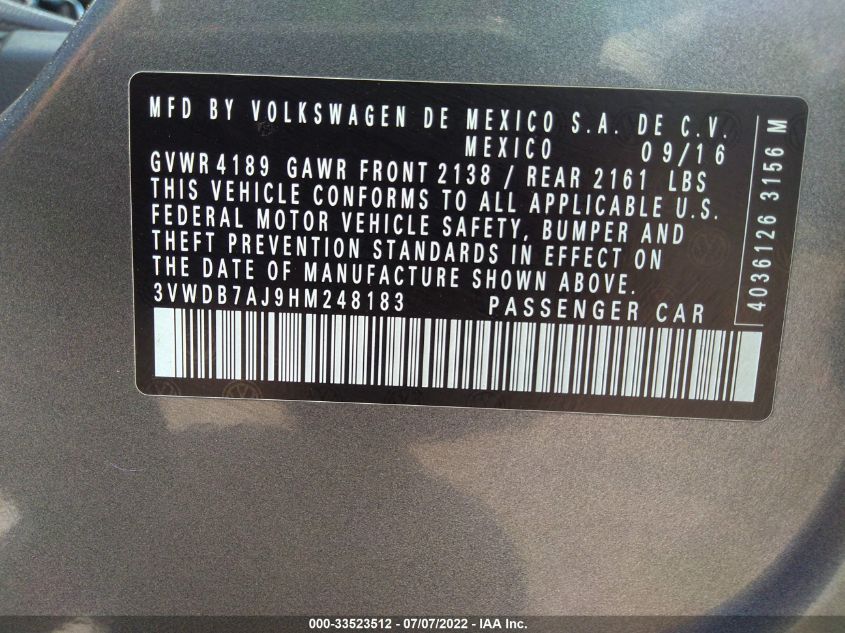 MFD BY VOLKSWAGEN DE MEXICO S.A. DE C.V.
MEXICO 09/16
GVWR 4189 GAWR FRONT 2138 / REAR 2161 LBS
THIS VEHICLE CONFORMS TO ALL APPLICABLE U.S.
FEDERAL MOTOR VEHICLE SAFETY, BUMPER AND
THEFT PREVENTION STANDARDS IN EFFECT ON
THE DATE OF MANUFACTURE SHOWN ABOVE.
3VWDB7AJ9HM248183 PASSENGER CAR
4036126 3156 M
000-33523512 - 07/07/2022 - IAA Inc.